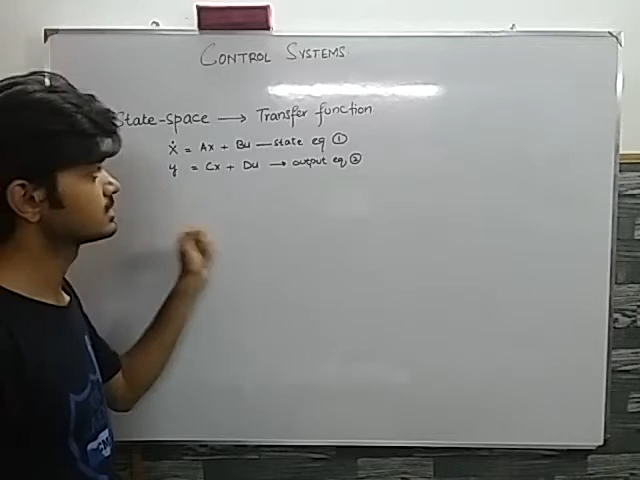 CONTROL SYSTEMS
State-space → Transfer function
ẋ = Ax + Bu — state eq ①
y = Cx + Du → output eq ②